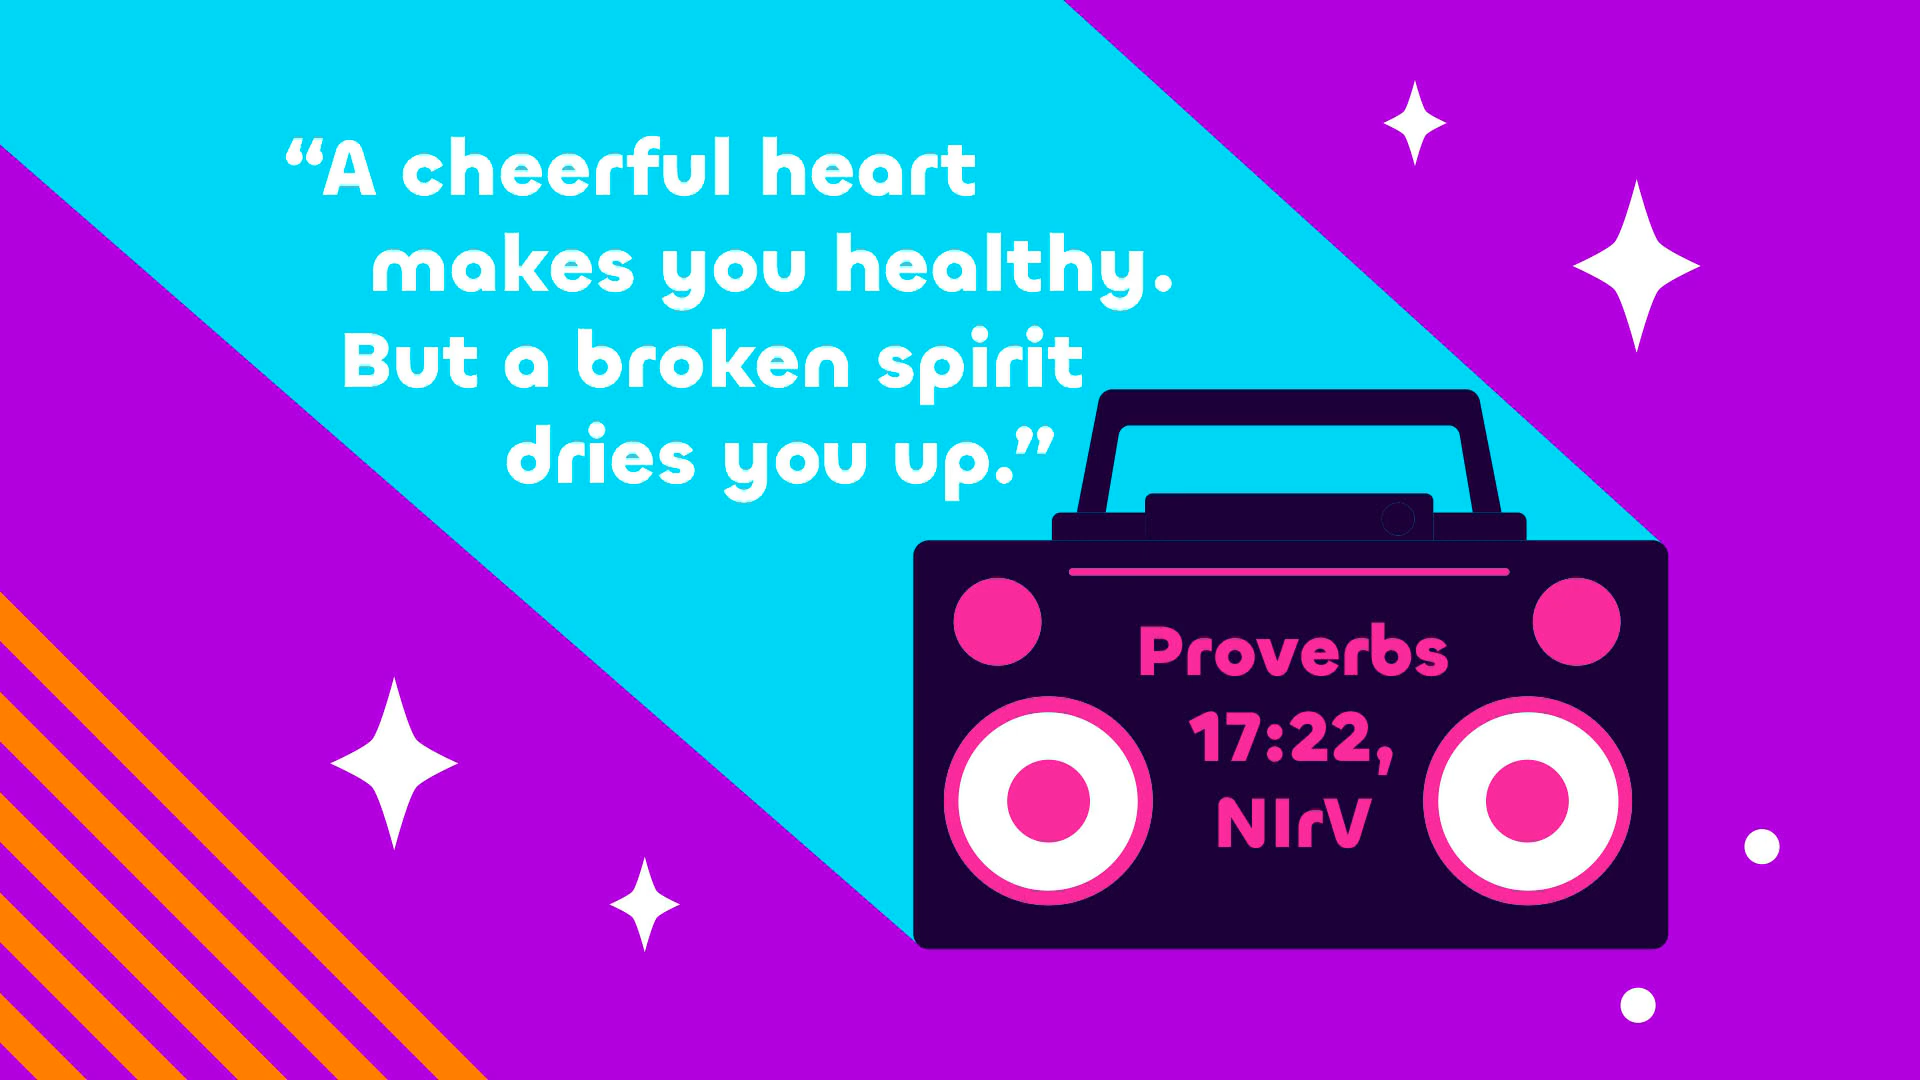 “A cheerful heart
makes you healthy.
But a broken spirit
dries you up.”
Proverbs
17:22,
NIrV